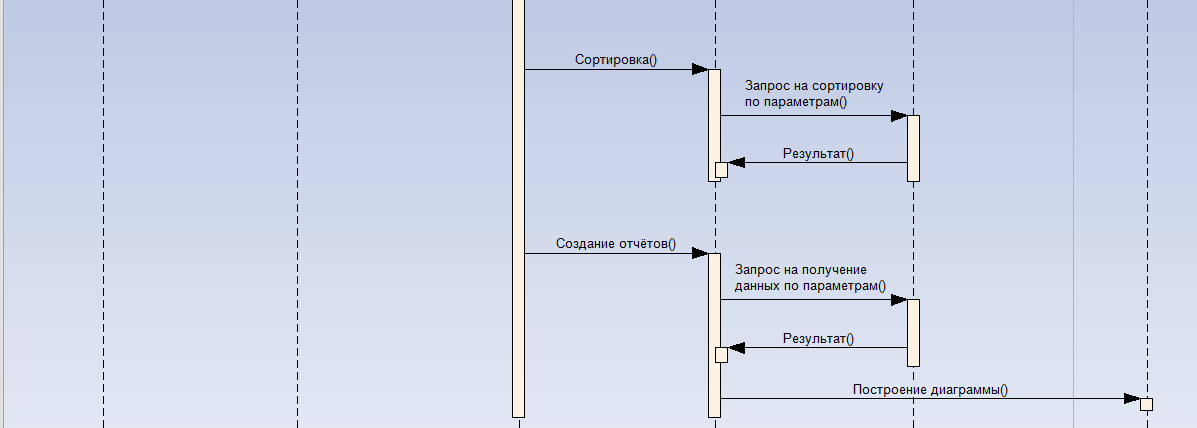 Сортировка()
Запрос на сортировку
по параметрам()
Результат()
Создание отчётов()
Запрос на получение
данных по параметрам()
Результат()
Построение диаграммы()